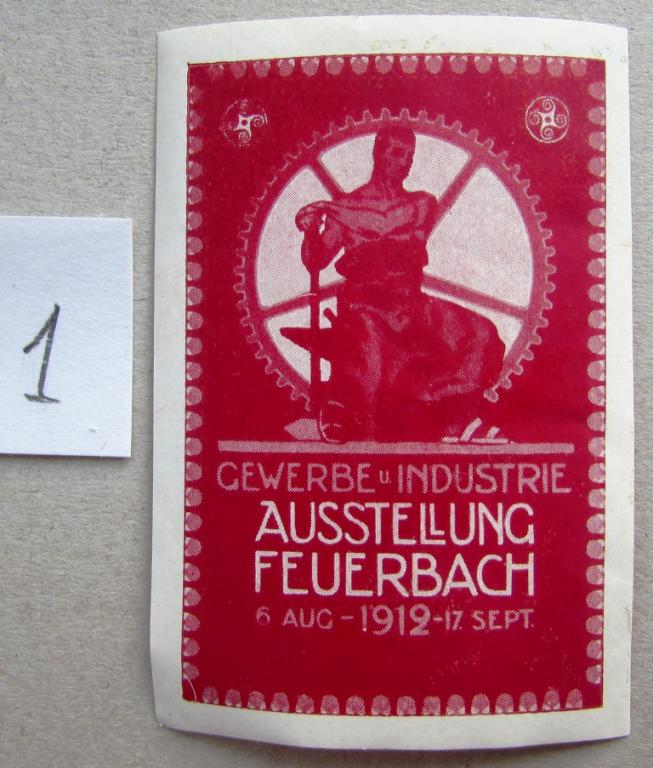 1
GEWERBE u. INDUSTRIE
AUSSTELLUNG
FEUERBACH
6 AUG - 1912 - 17. SEPT.